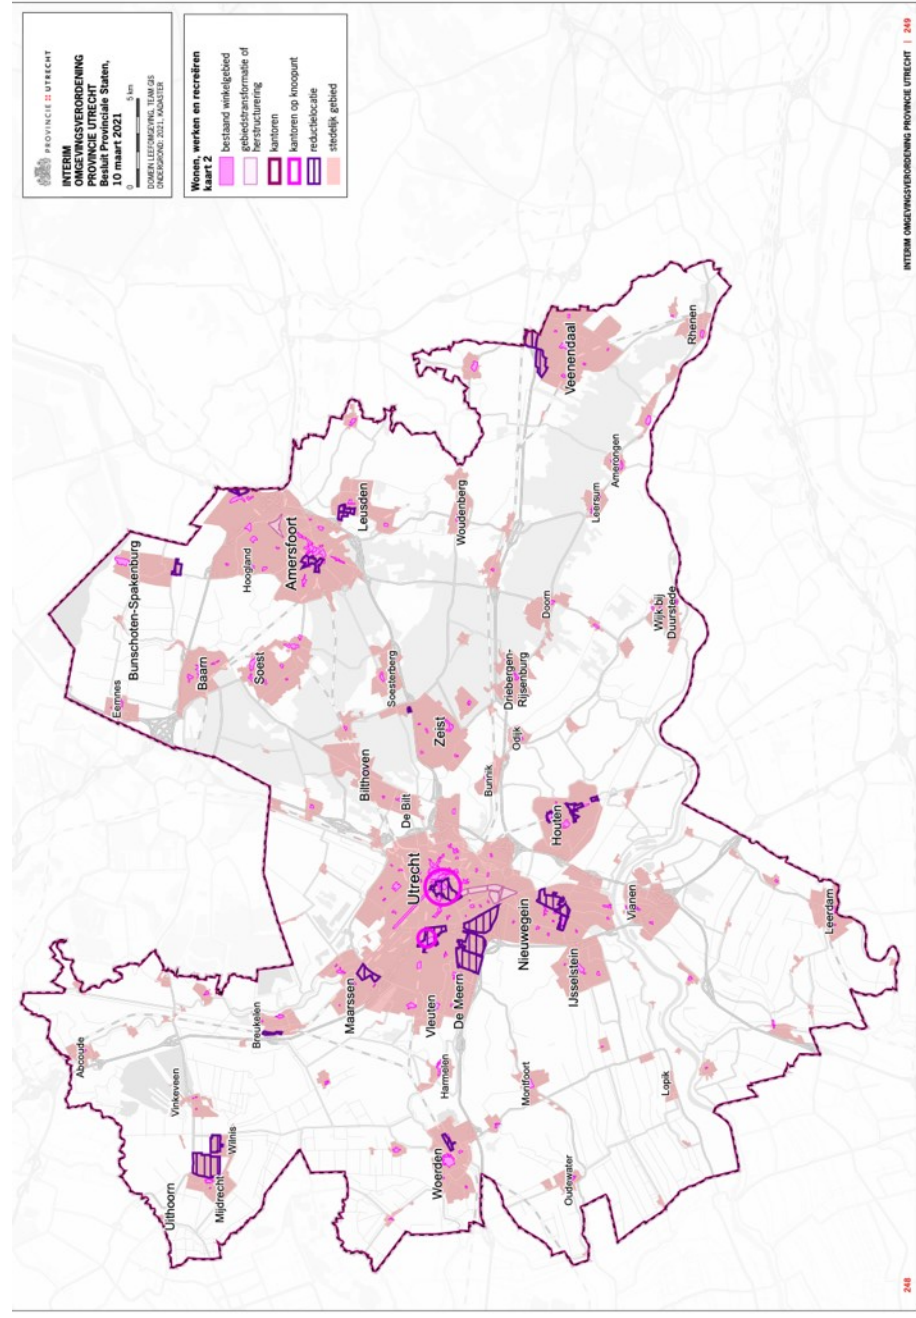 PROVINCIE :: UTRECHT
INTERIM
OMGEVINGSVERORDENING
PROVINCIE UTRECHT
Besluit Provinciale Staten,
10 maart 2021
0 5 km
DOMEIN LEEFOMGEVING, TEAM GIS
ONDERGROND: 2021, KADASTER
Wonen, werken en recreëren
kaart 2
bestaand winkelgebied
gebiedstransformatie of
herstructurering
kantoren
kantoren op knooppunt
reductielocatie
stedelijk gebied
Abcoude
Uithoorn
Vinkeveen
Mijdrecht
Wilnis
Breukelen
Maarssen
Eemnes
Bunschoten-Spakenburg
Baarn
Soest
Hoogland
Amersfoort
Leusden
Soesterberg
Bilthoven
De Bilt
Zeist
Utrecht
Vleuten
De Meern
Harmelen
Woerden
Woudenberg
Bunnik
Odijk
Driebergen-
Rijsenburg
Doorn
Veenendaal
Leersum
Amerongen
Rhenen
Nieuwegein
Houten
IJsselstein
Montfoort
Oudewater
Vianen
Lopik
Wijk bij
Duurstede
Leerdam
248
INTERIM OMGEVINGSVERORDENING PROVINCIE UTRECHT | 249